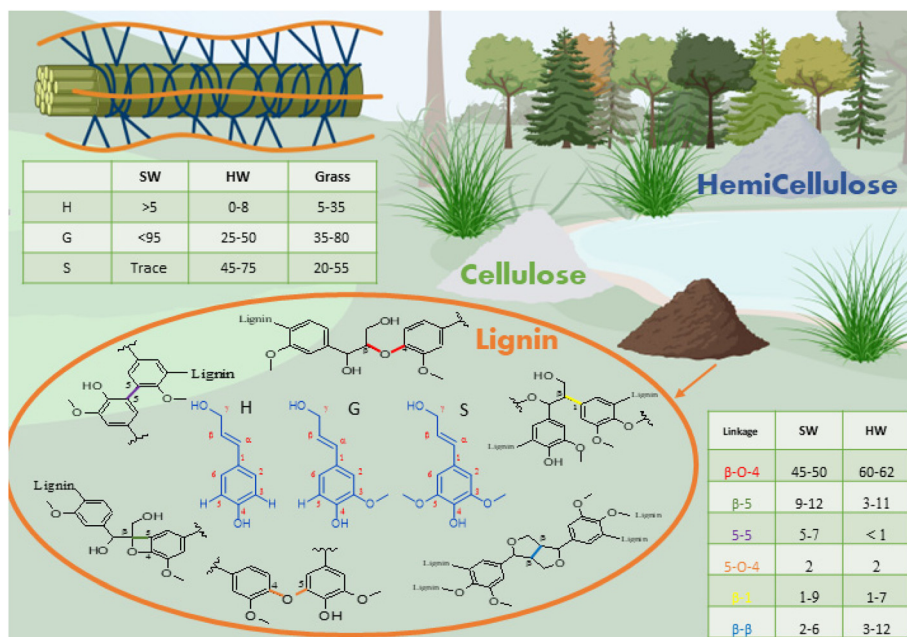 SW HW Grass
H >5 0-8 5-35
G <95 25-50 35-80
S Trace 45-75 20-55
HemiCellulose
Cellulose
Lignin
Lignin
OH
O
β
O
4
O
OH
O
5
HO
Lignin
5
O
O
HO
O
β
1
Lignin
O
O
O
Lignin
OH
HO
γ
H
β
α
1
6
2
5
3
H
H
4
OH
HO
γ
G
β
α
1
6
2
5
3
H
O
4
OH
HO
γ
S
β
α
1
6
2
5
3
O
O
4
OH
Lignin
O
HO
β
5
HO
O
4
O
4
O
5
O
OH
O
O
β
β
O
O
O
Lignin
Lignin
Lignin
O
Lignin
O
Linkage SW HW
β-O-4 45-50 60-62
β-5 9-12 3-11
5-5 5-7 < 1
5-O-4 2 2
β-1 1-9 1-7
β-β 2-6 3-12